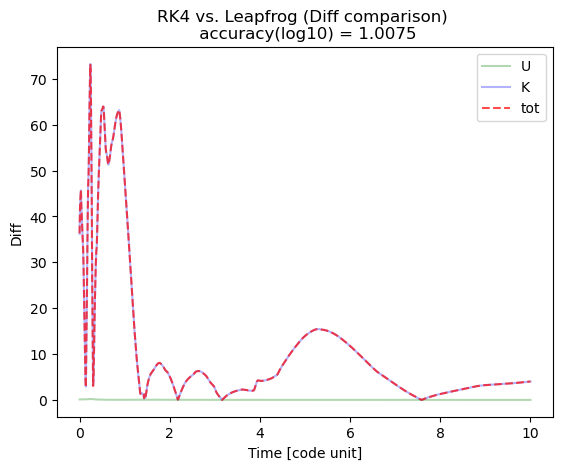 RK4 vs. Leapfrog (Diff comparison)
accuracy(log10) = 1.0075
U
K
tot
Diff
70
60
50
40
30
20
10
0
0 2 4 6 8 10
Time [code unit]